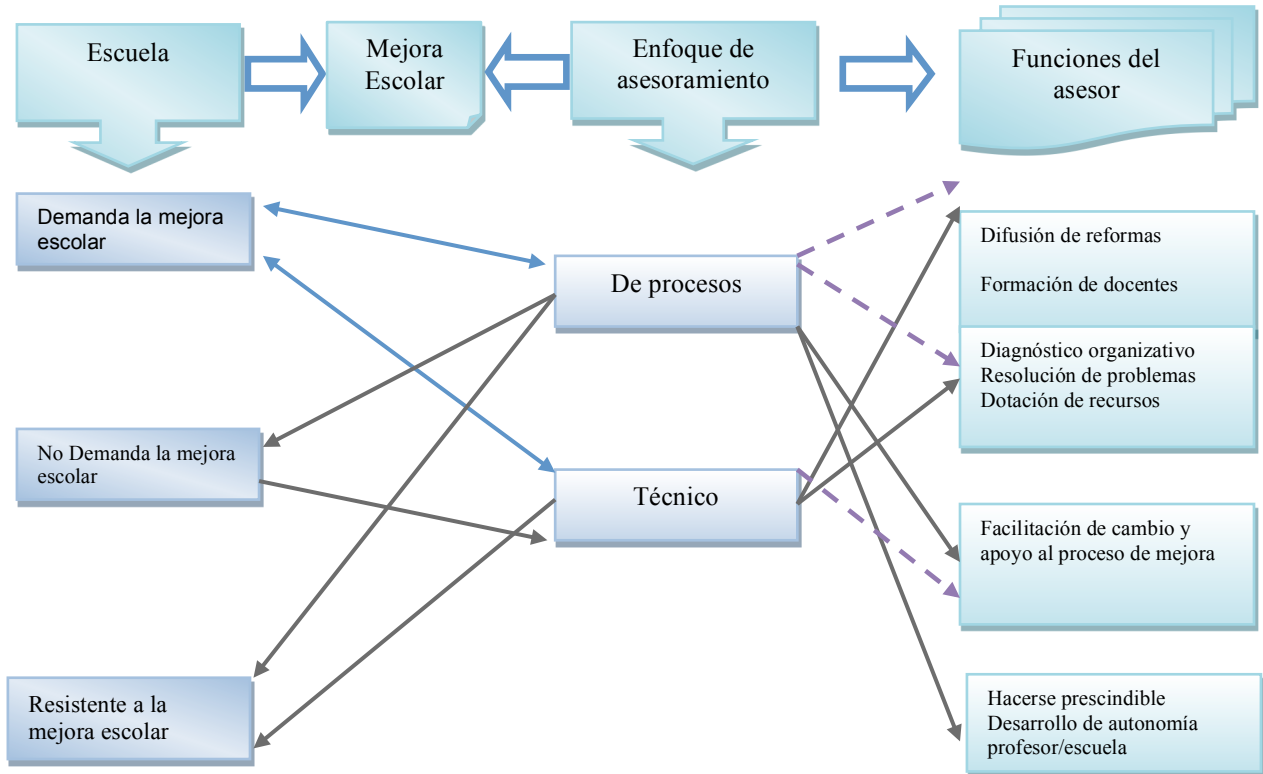 Escuela
Mejora
Escolar
Enfoque de
asesoramiento
Funciones del
asesor
Demanda la mejora
escolar
No Demanda la mejora
escolar
Resistente a la
mejora escolar
De procesos
Técnico
Difusión de reformas
Formación de docentes
Diagnóstico organizativo
Resolución de problemas
Dotación de recursos
Facilitación de cambio y
apoyo al proceso de mejora
Hacerse prescindible
Desarrollo de autonomía
profesor/escuela